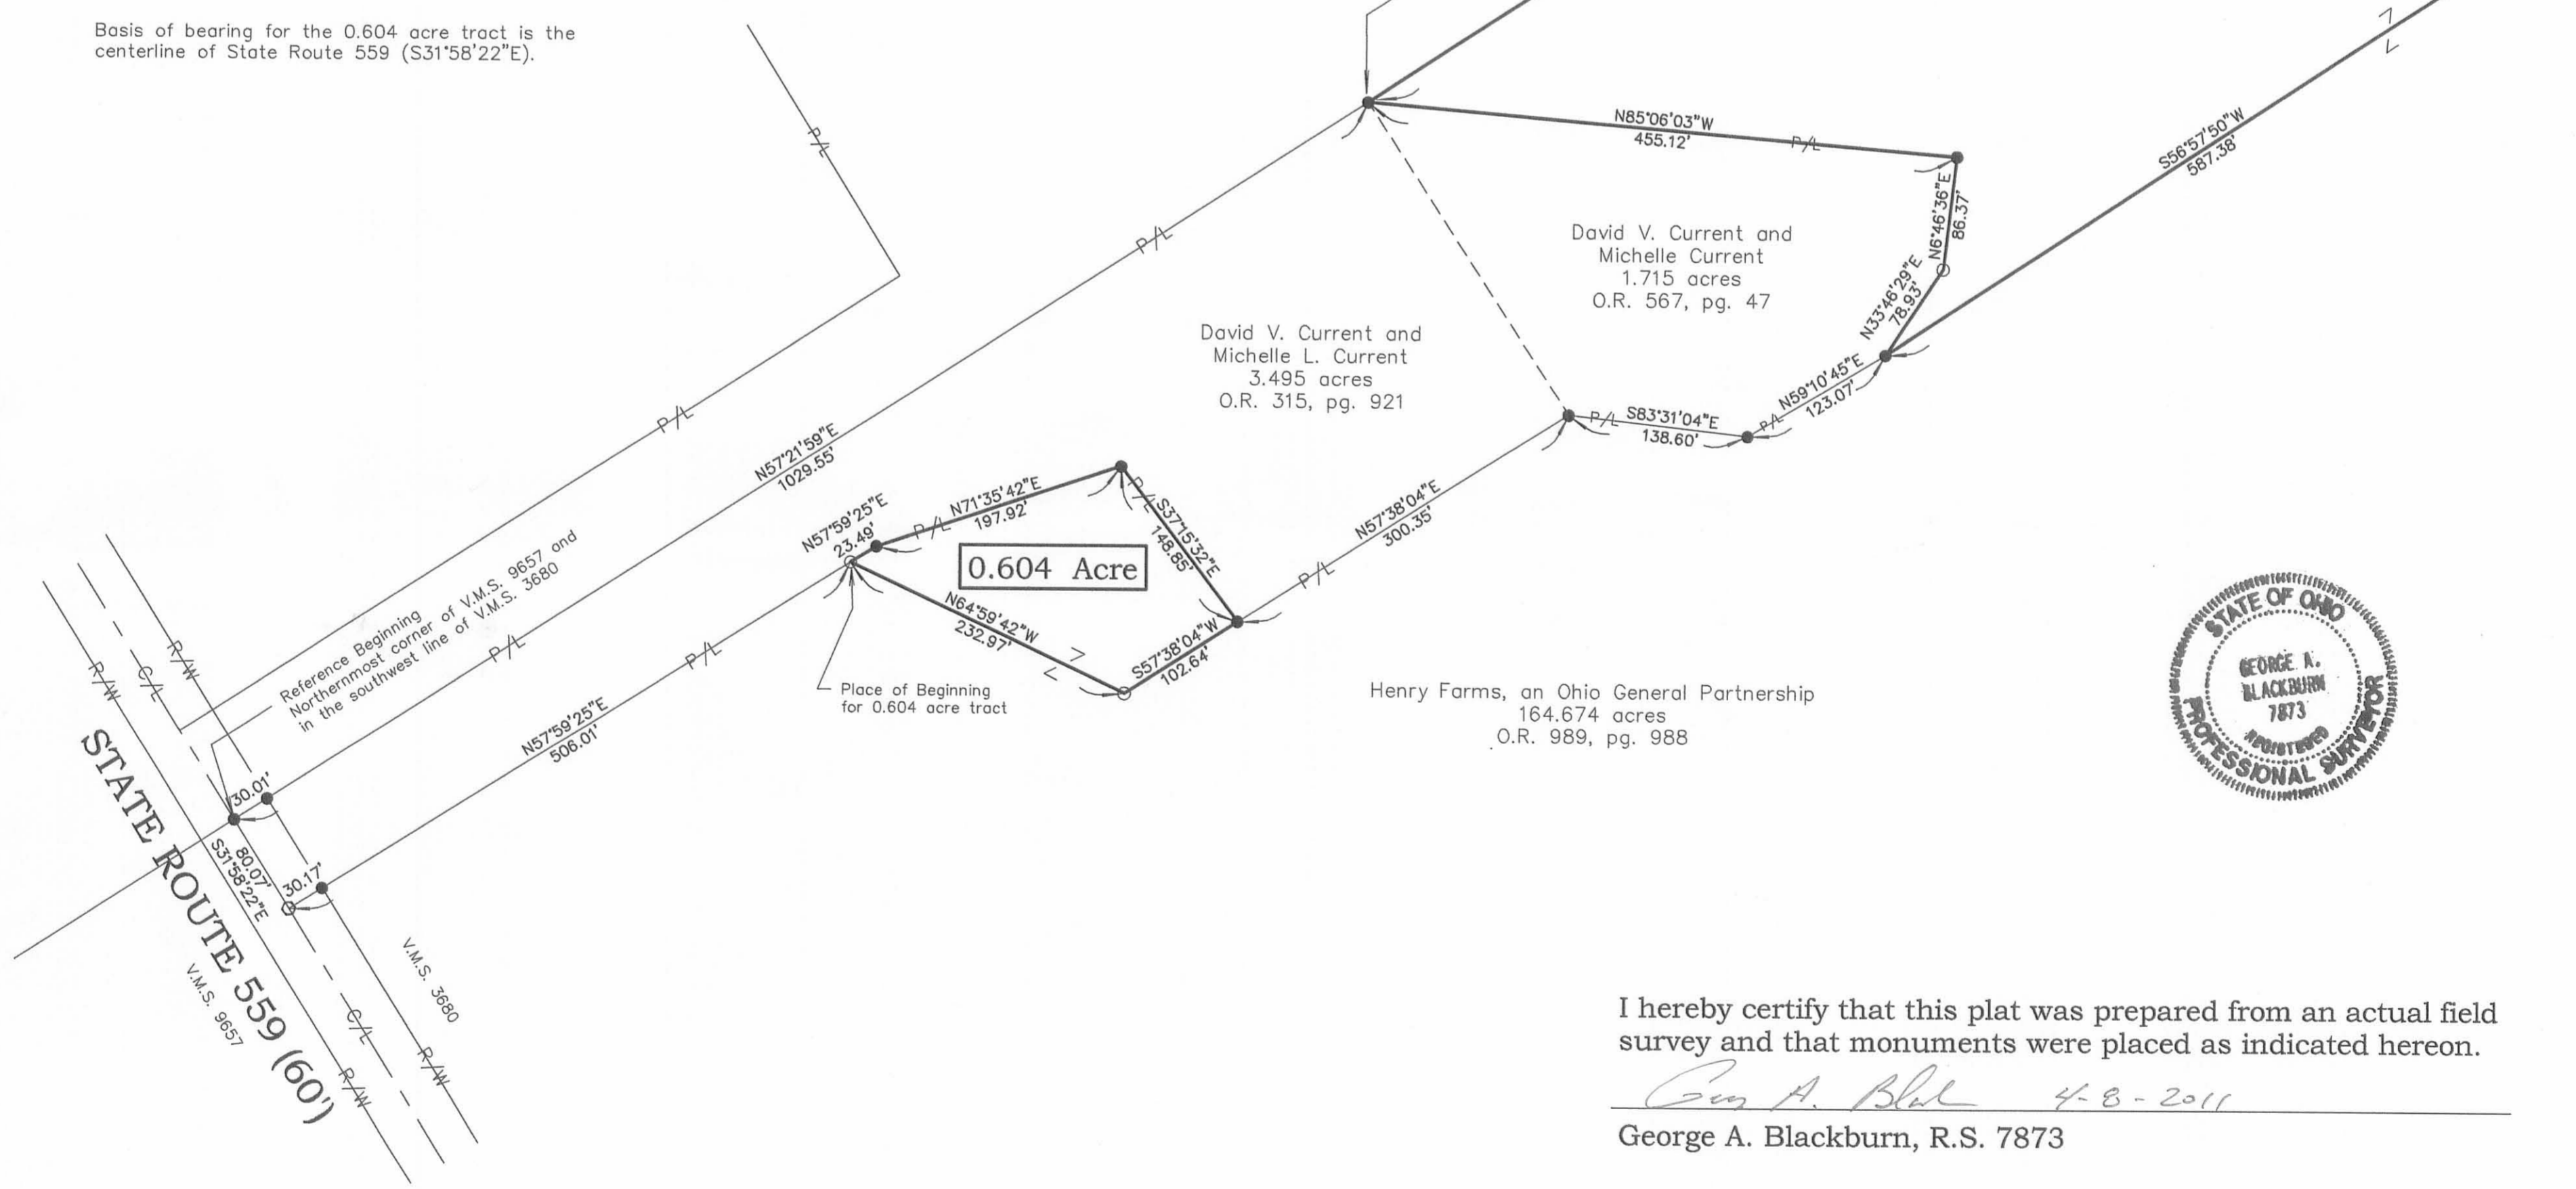 Basis of bearing for the 0.604 acre tract is the
centerline of State Route 559 (S31°58'22"E).
P/L
N85°06'03"W
455.12'
P/L
S56°57'50"W
587.38'
N6°46'36"E
86.37'
David V. Current and
Michelle Current
1.715 acres
O.R. 567, pg. 47
N33°46'29"E
78.93'
P/L
David V. Current and
Michelle L. Current
3.495 acres
O.R. 315, pg. 921
N59°10'45"E
123.07'
P/L
P/L
S83°31'04"E
138.60'
P/L
N57°21'59"E
1029.55'
N57°59'25"E
23.49'
P/L
N71°35'42"E
197.92'
P/L
S37°15'32"E
148.85'
N57°38'04"E
300.35'
P/L
0.604 Acre
N64°59'42"W
232.97'
S57°38'04"W
102.64'
Place of Beginning
for 0.604 acre tract
Reference Beginning
Northernmost corner of V.M.S. 9657 and
in the southwest line of V.M.S. 3680
P/L
P/L
N57°59'25"E
506.01'
Henry Farms, an Ohio General Partnership
164.674 acres
O.R. 989, pg. 988
STATE OF OHIO
GEORGE A.
BLACKBURN
7873
REGISTERED
PROFESSIONAL SURVEYOR
R/W
C/L
R/W
30.01'
80.07'
S31°58'22"E
30.17'
STATE ROUTE 559 (60')
V.M.S. 9657
V.M.S. 3680
C/L
R/W
R/W
I hereby certify that this plat was prepared from an actual field
survey and that monuments were placed as indicated hereon.
4-8-2011
George A. Blackburn, R.S. 7873